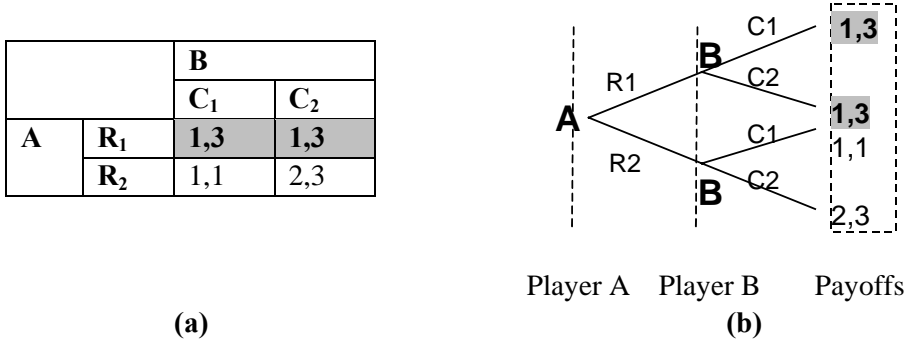 B
C1 C2
A R1 1,3 1,3
R2 1,1 2,3
(a)
C1 1,3
B
R1 C2
A 1,3
C1 1,1
R2 C2
B
2,3
Player A Player B Payoffs
(b)